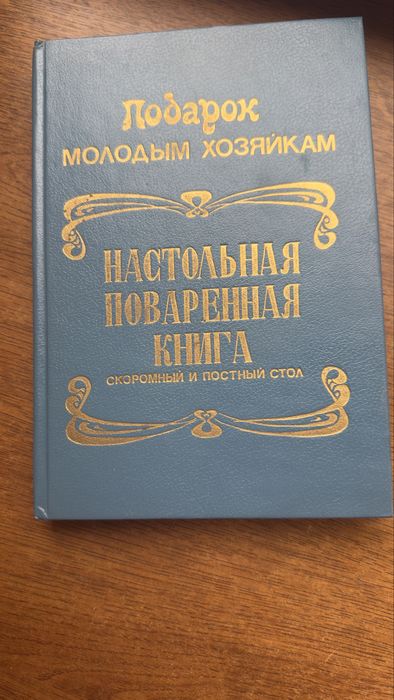 Подарок
МОЛОДЫМ ХОЗЯЙКАМ
НАСТОЛЬНАЯ
ПОВАРЕННАЯ
КНИГА
СКОРОМНЫЙ И ПОСТНЫЙ СТОЛ